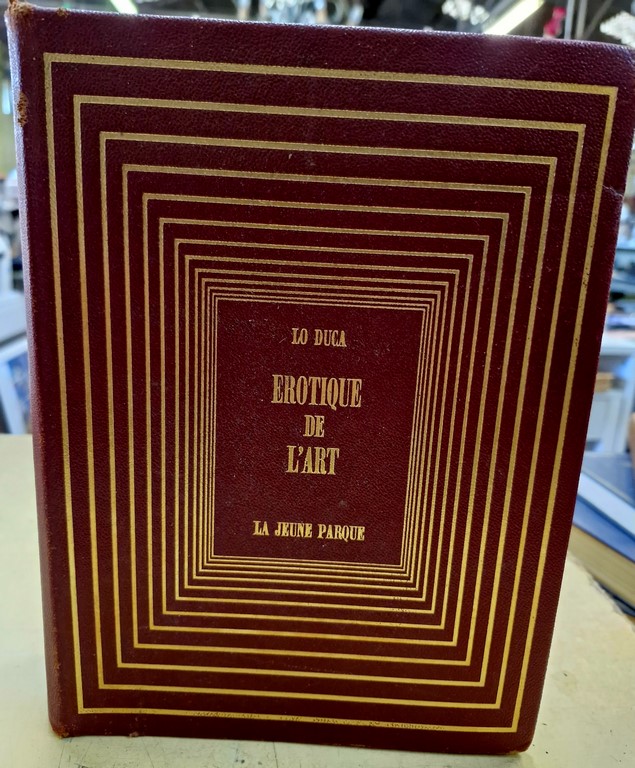 LO DUCA
EROTIQUE
DE
L'ART
LA JEUNE PARQUE